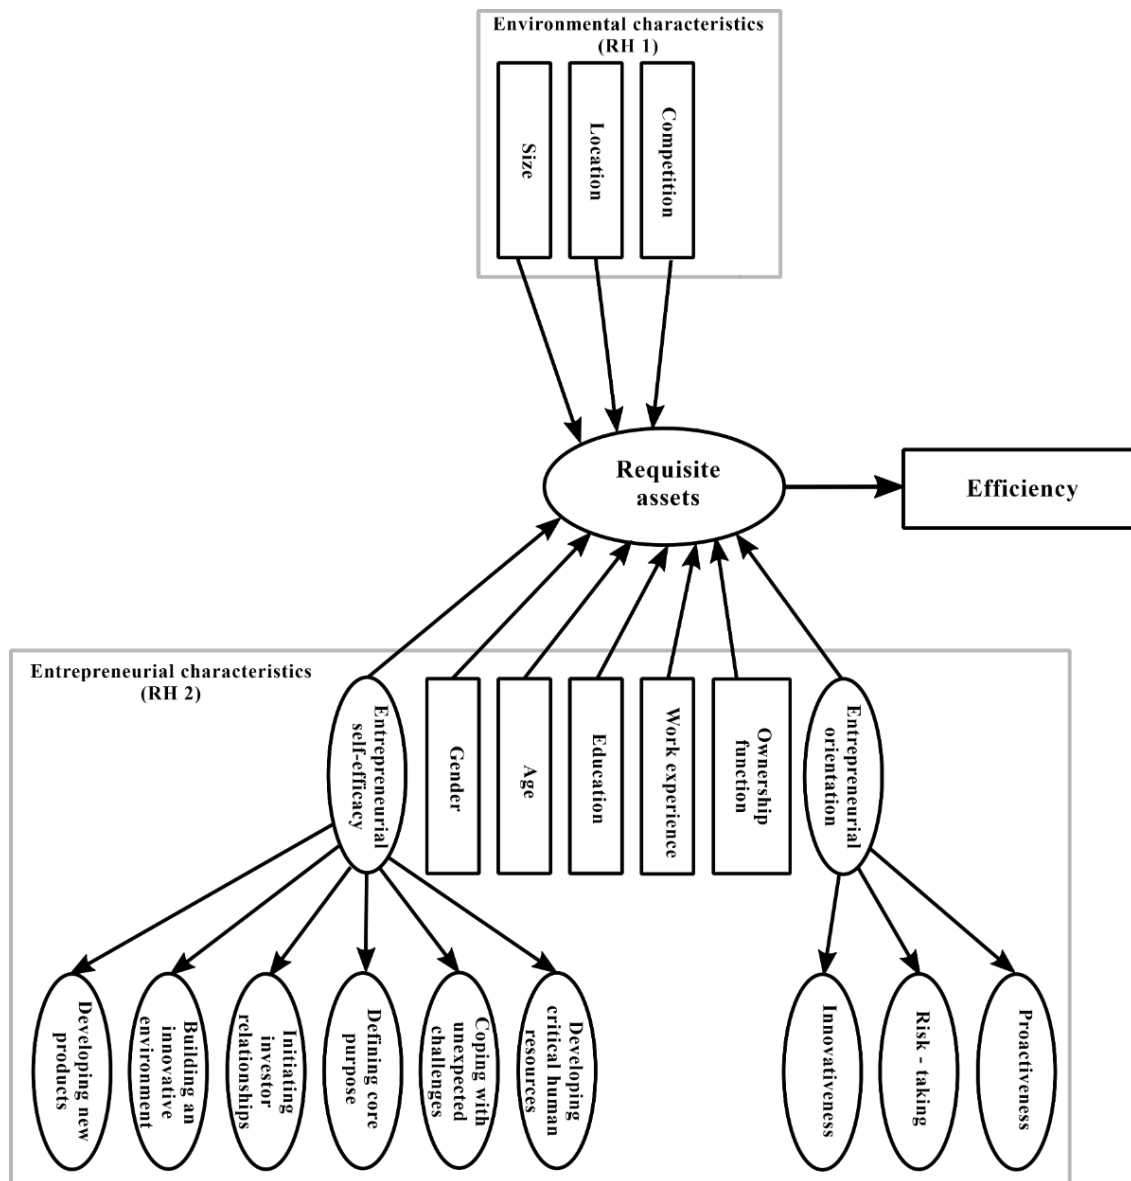 Environmental characteristics
(RH 1)
Size
Location
Competition
Requisite
assets
Efficiency
Entrepreneurial characteristics
(RH 2)
Entrepreneurial
self-efficacy
Gender
Age
Education
Work experience
Ownership
function
Entrepreneurial
orientation
Developing new
products
Building an
innovative
environment
Initiating
investor
relationships
Defining core
purpose
Coping with
unexpected
challenges
Developing
critical human
resources
Innovativeness
Risk - taking
Proactiveness